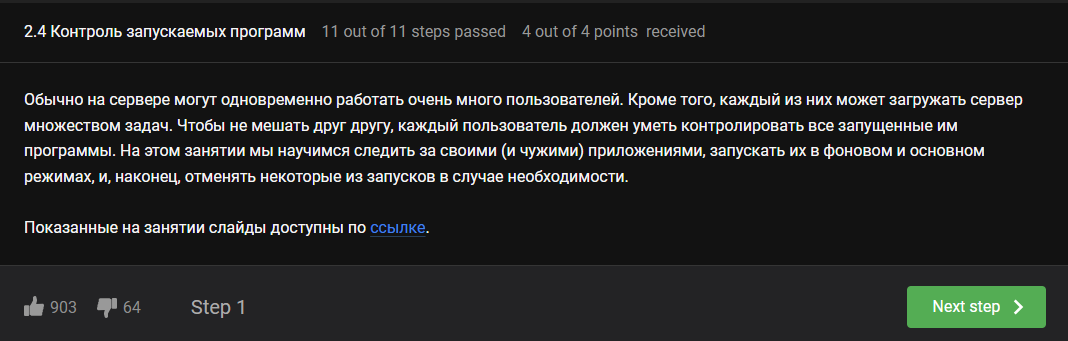 2.4 Контроль запускаемых программ 11 out of 11 steps passed 4 out of 4 points received
Обычно на сервере могут одновременно работать очень много пользователей. Кроме того, каждый из них может загружать сервер
множеством задач. Чтобы не мешать друг другу, каждый пользователь должен уметь контролировать все запущенные им
программы. На этом занятии мы научимся следить за своими (и чужими) приложениями, запускать их в фоновом и основном
режимах, и, наконец, отменять некоторые из запусков в случае необходимости.
Показанные на занятии слайды доступны по ссылке.
903 64 Step 1 Next step